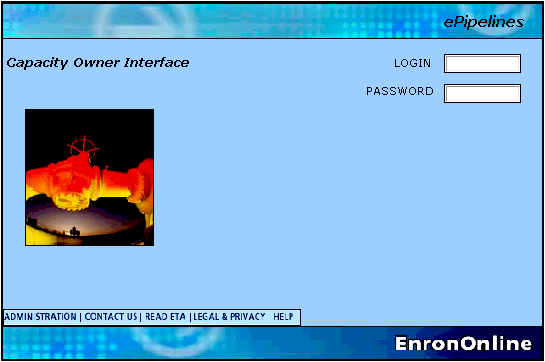 ePipelines
Capacity Owner Interface
LOGIN
PASSWORD
ADMINISTRATION | CONTACT US | READ ETA | LEGAL & PRIVACY HELP
EnronOnline